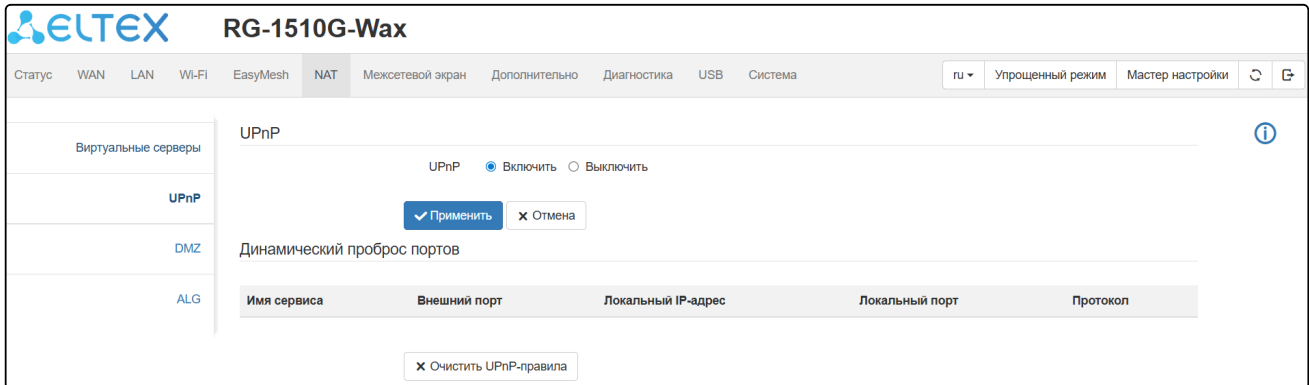 ELTEX RG-1510G-Wax
Статус WAN LAN Wi-Fi EasyMesh NAT Межсетевой экран Дополнительно Диагностика USB Система ru Упрощенный режим Мастер настройки
Виртуальные серверы
UPnP
DMZ
ALG
UPnP
UPnP Включить Выключить
Применить Отмена
Динамический проброс портов
Имя сервиса Внешний порт Локальный IP-адрес Локальный порт Протокол
Очистить UPnP-правила